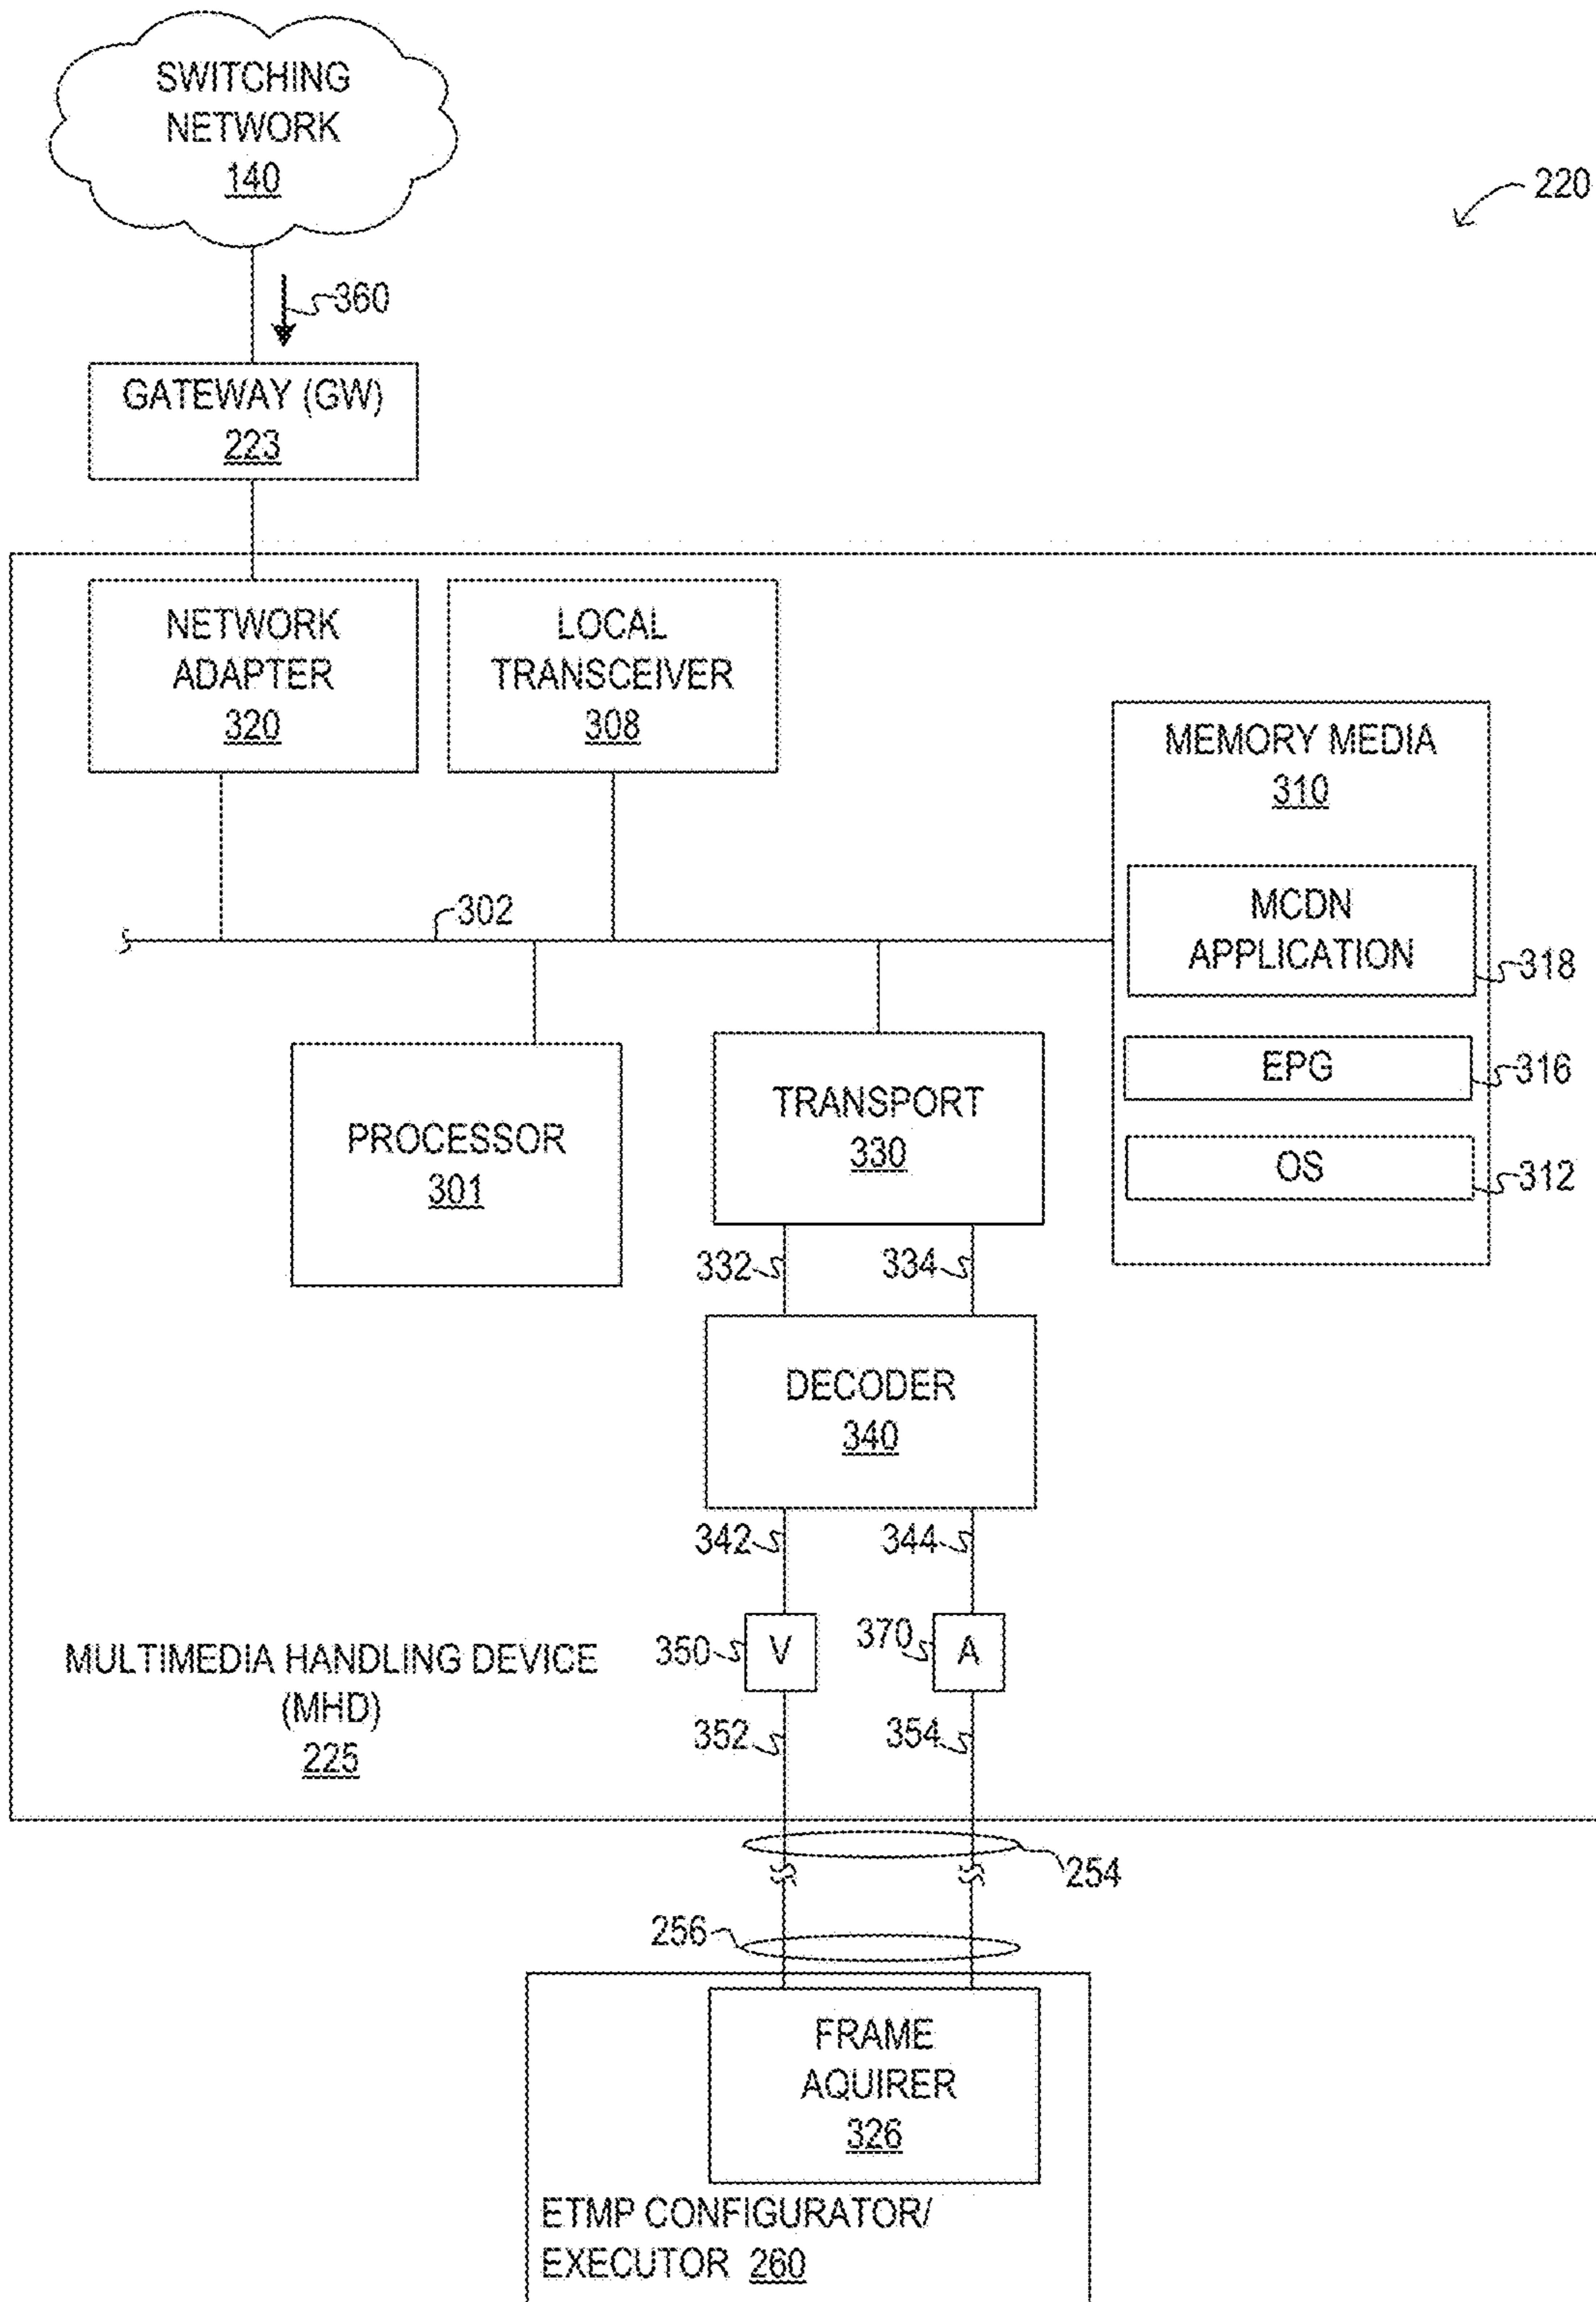 SWITCHING
NETWORK
140
220
360
GATEWAY (GW)
223
NETWORK
ADAPTER
320
LOCAL
TRANSCEIVER
308
MEMORY MEDIA
310
302
MCDN
APPLICATION
318
EPG
316
OS
312
PROCESSOR
301
TRANSPORT
330
332
334
DECODER
340
342
344
350
V
370
A
MULTIMEDIA HANDLING DEVICE
(MHD)
225
352
354
254
256
FRAME
AQUIRER
326
ETMP CONFIGURATOR/
EXECUTOR 260